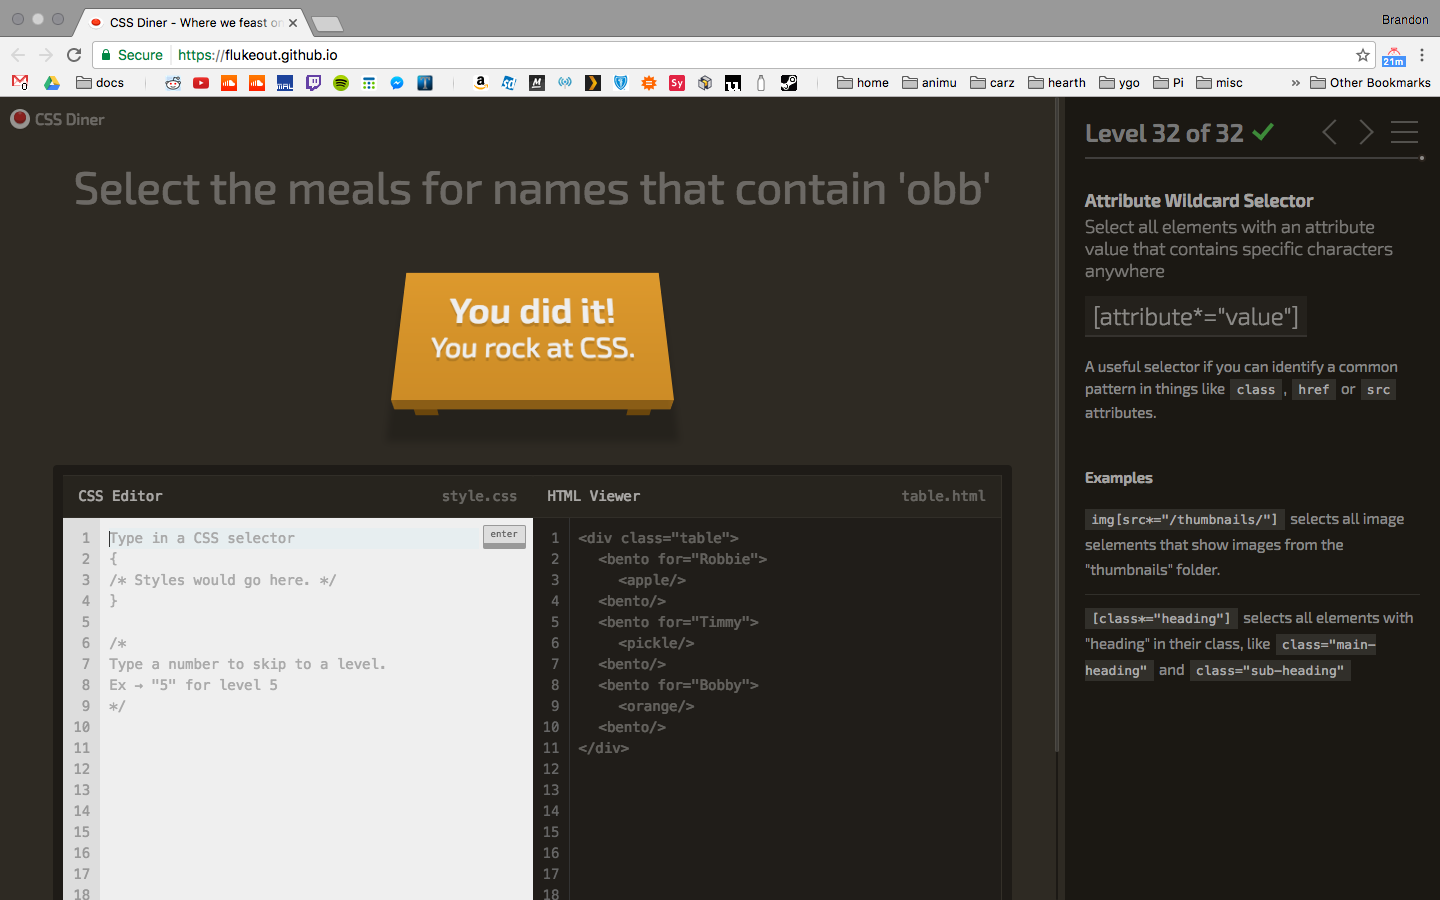 CSS Diner - Where we feast on
Brandon
Secure
https://flukeout.github.io
21m
0
docs
MAL
Sy
home
animu
carz
hearth
ygo
Pi
misc
»
Other Bookmarks
CSS Diner
Select the meals for names that contain 'obb'
You did it!
You rock at CSS.
CSS Editor
style.css
HTML Viewer
table.html
enter
1 Type in a CSS selector
2 {
3 /* Styles would go here. */
4 }
5
6 /*
7 Type a number to skip to a level.
8 Ex → "5" for level 5
9 */
10
11
12
13
14
15
16
17
18
1 <div class="table">
2 <bento for="Robbie">
3 <apple/>
4 <bento/>
5 <bento for="Timmy">
6 <pickle/>
7 <bento/>
8 <bento for="Bobby">
9 <orange/>
10 <bento/>
11 </div>
12
13
14
15
16
17
18
Level 32 of 32
Attribute Wildcard Selector
Select all elements with an attribute
value that contains specific characters
anywhere
[attribute*="value"]
A useful selector if you can identify a common
pattern in things like class, href or src
attributes.
Examples
img[src*="/thumbnails/"] selects all image
selements that show images from the
"thumbnails" folder.
[class*="heading"] selects all elements with
"heading" in their class, like class="main-
heading" and class="sub-heading"